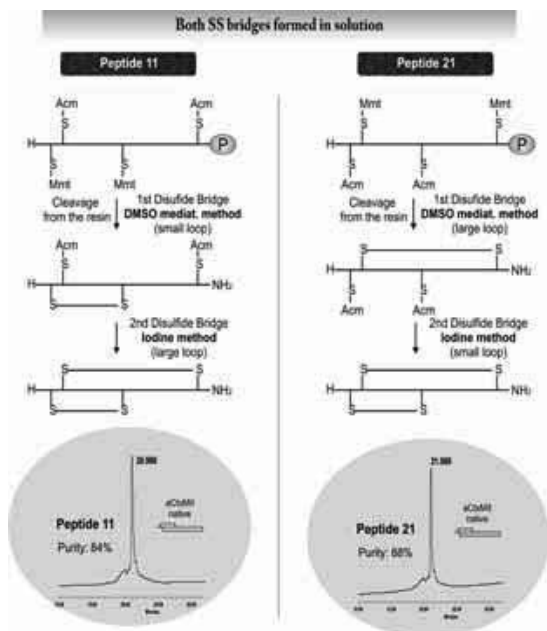 Both SS bridges formed in solution
Peptide 11
Acm Acm
S S
H P
S S
Mmt Mmt
Cleavage
from the resin
1st Disulfide Bridge
DMSO mediat. method
(small loop)
Acm Acm
S S
H NH₂
S S
2nd Disulfide Bridge
Iodine method
(large loop)
S S
H NH₂
S S
Peptide 11
Purity: 84%
native
Peptide 21
Mmt Mmt
S S
H P
S S
Acm Acm
Cleavage
from the resin
1st Disulfide Bridge
DMSO mediat. method
(large loop)
S S
H NH₂
S S
Acm Acm
2nd Disulfide Bridge
Iodine method
(small loop)
S S
H NH₂
S S
Peptide 21
Purity: 88%
native